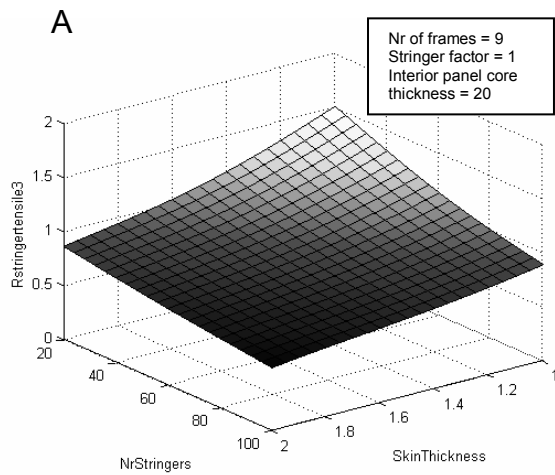 A
Nr of frames = 9
Stringer factor = 1
Interior panel core
thickness = 20
2
1.5
1
0.5
0
Rstringertensile3
20
40
60
80
100
NrStringers
2
1.8
1.6
1.4
1.2
1
SkinThickness